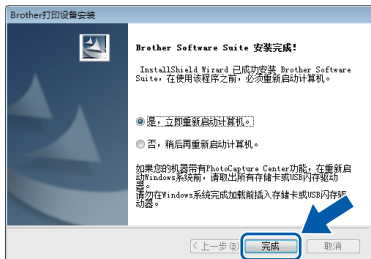 Brother打印设备安装
Brother Software Suite 安装完成!
InstallShield Wizard 已成功安装 Brother Software
Suite，在使用该程序之前，必须重新启动计算机。
是，立即重新启动计算机。
否，稍后再重新启动计算机。
如果您的机器带有PhotoCapture Center功能，在重新启
动Windows系统前，请取出所有存储卡或USB闪存驱动
器。
请勿在Windows系统完成加载前插入存储卡或USB闪存驱
动器。
<上一步(B)
完成
取消